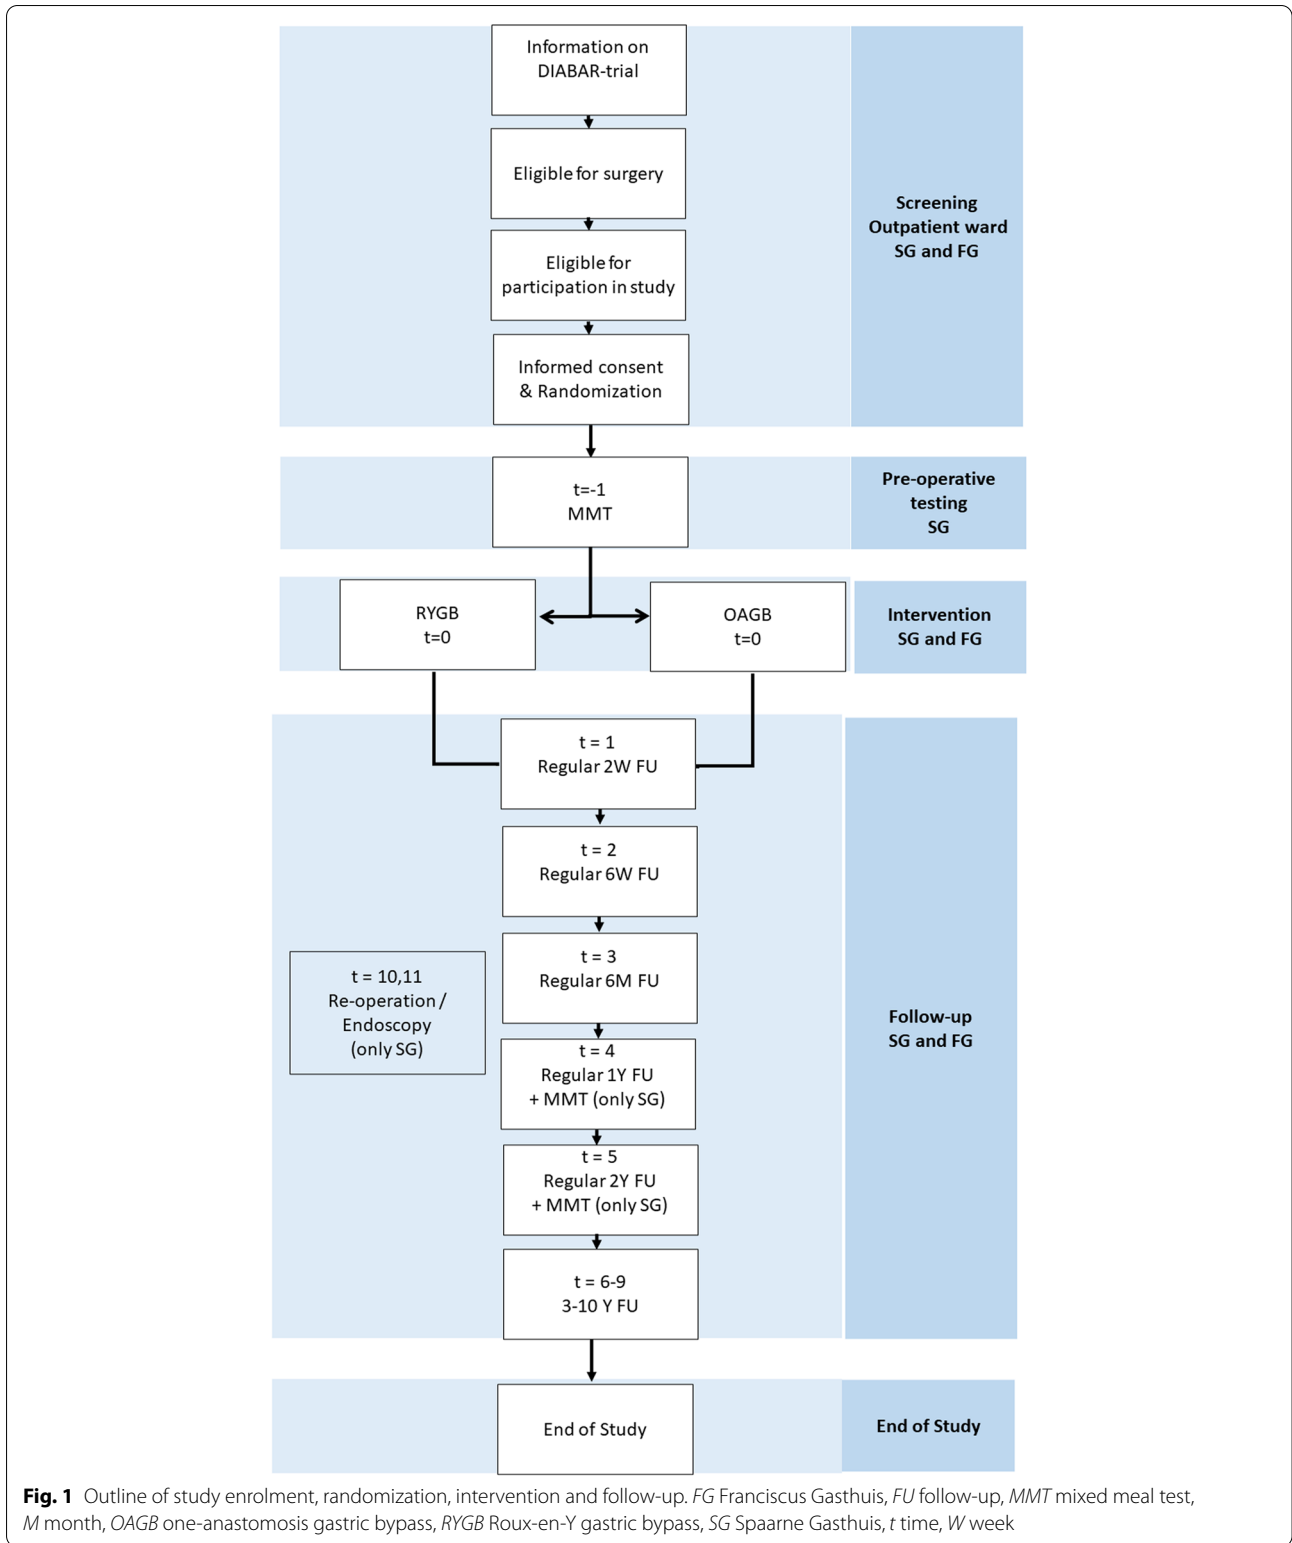 Information on
DIABAR-trial
Eligible for surgery
Eligible for
participation in study
Informed consent
& Randomization
Screening
Outpatient ward
SG and FG
t=-1
MMT
Pre-operative
testing
SG
RYGB
t=0
OAGB
t=0
Intervention
SG and FG
t = 1
Regular 2W FU
t = 2
Regular 6W FU
t = 3
Regular 6M FU
t = 10,11
Re-operation /
Endoscopy
(only SG)
t = 4
Regular 1Y FU
+ MMT (only SG)
t = 5
Regular 2Y FU
+ MMT (only SG)
t = 6-9
3-10 Y FU
Follow-up
SG and FG
End of Study
End of Study
Fig. 1 Outline of study enrolment, randomization, intervention and follow-up. FG Franciscus Gasthuis, FU follow-up, MMT mixed meal test,
M month, OAGB one-anastomosis gastric bypass, RYGB Roux-en-Y gastric bypass, SG Spaarne Gasthuis, t time, W week